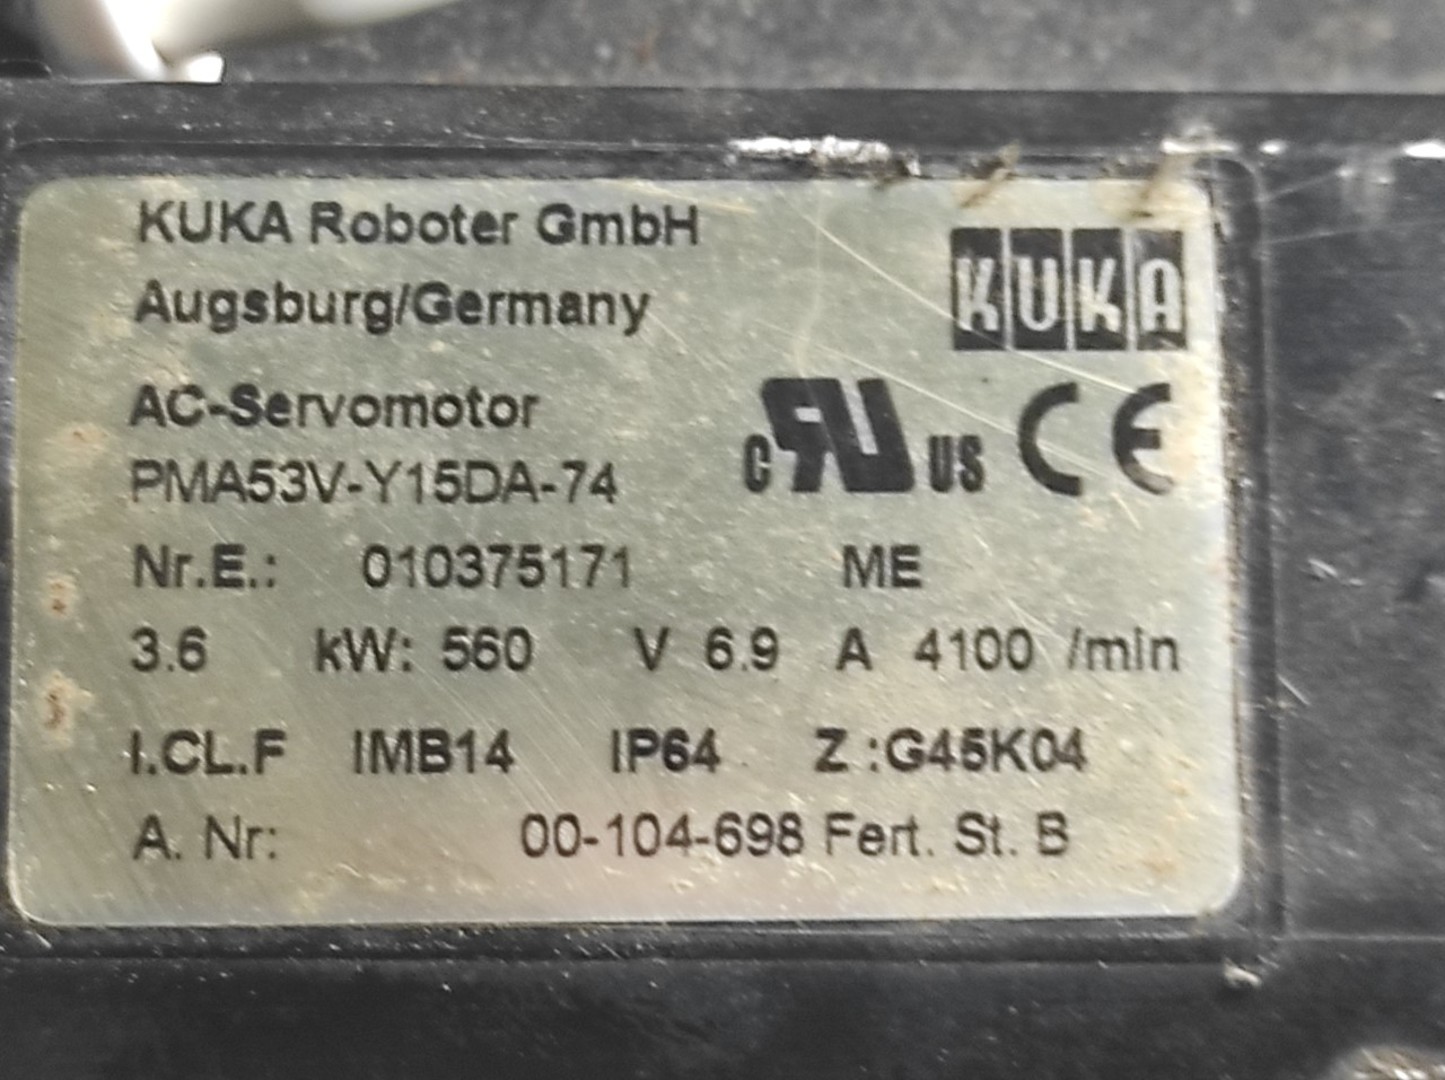 KUKA Roboter GmbH
Augsburg/Germany
KUKA
AC-Servomotor
PMA53V-Y15DA-74
c RU US CE
Nr.E.: 010375171 ME
3.6 kW: 560 V 6.9 A 4100 /min
I.CL.F IMB14 IP64 Z :G45K04
A. Nr: 00-104-698 Fert. St. B